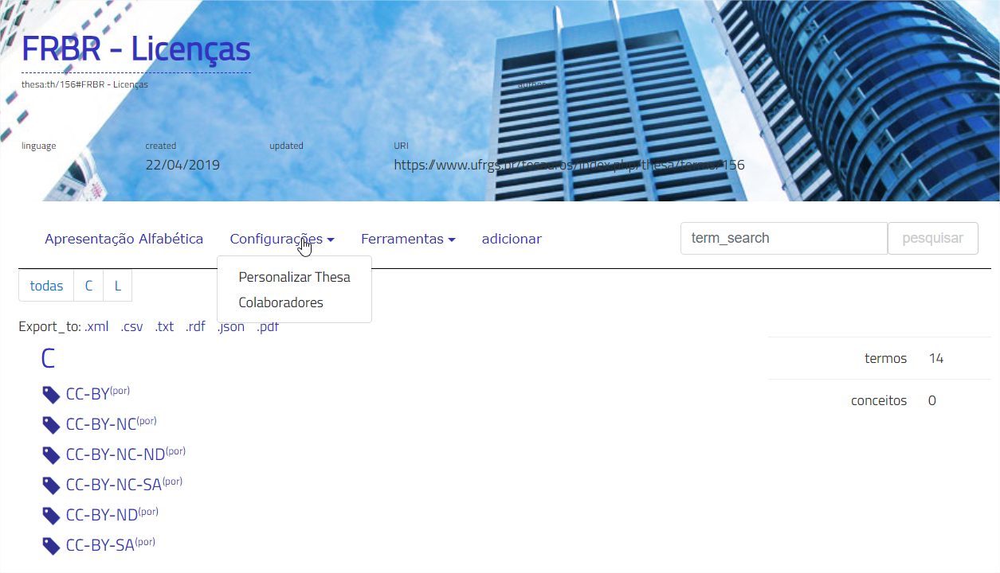 FRBR - Licenças
thesa:th/156#FRBR - Licenças
author
linguage
created
updated
URI
22/04/2019
https://www.ufrgs.br/tesauros/index.php/thesa/terms/156
Apresentação Alfabética
Configurações
Ferramentas
adicionar
term_search
pesquisar
Personalizar Thesa
Colaboradores
todas
C
L
Export_to: .xml .csv .txt .rdf .json .pdf
C
termos 14
CC-BY(por)
conceitos 0
CC-BY-NC(por)
CC-BY-NC-ND(por)
CC-BY-NC-SA(por)
CC-BY-ND(por)
CC-BY-SA(por)